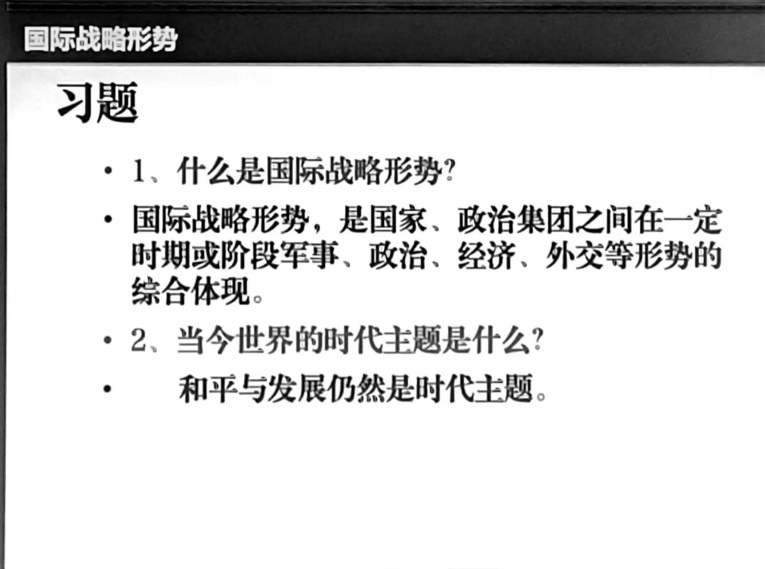 国际战略形势
习题
• 1、什么是国际战略形势?
• 国际战略形势，是国家、政治集团之间在一定
时期或阶段军事、政治、经济、外交等形势的
综合体现。
• 2、当今世界的时代主题是什么?
• 和平与发展仍然是时代主题。